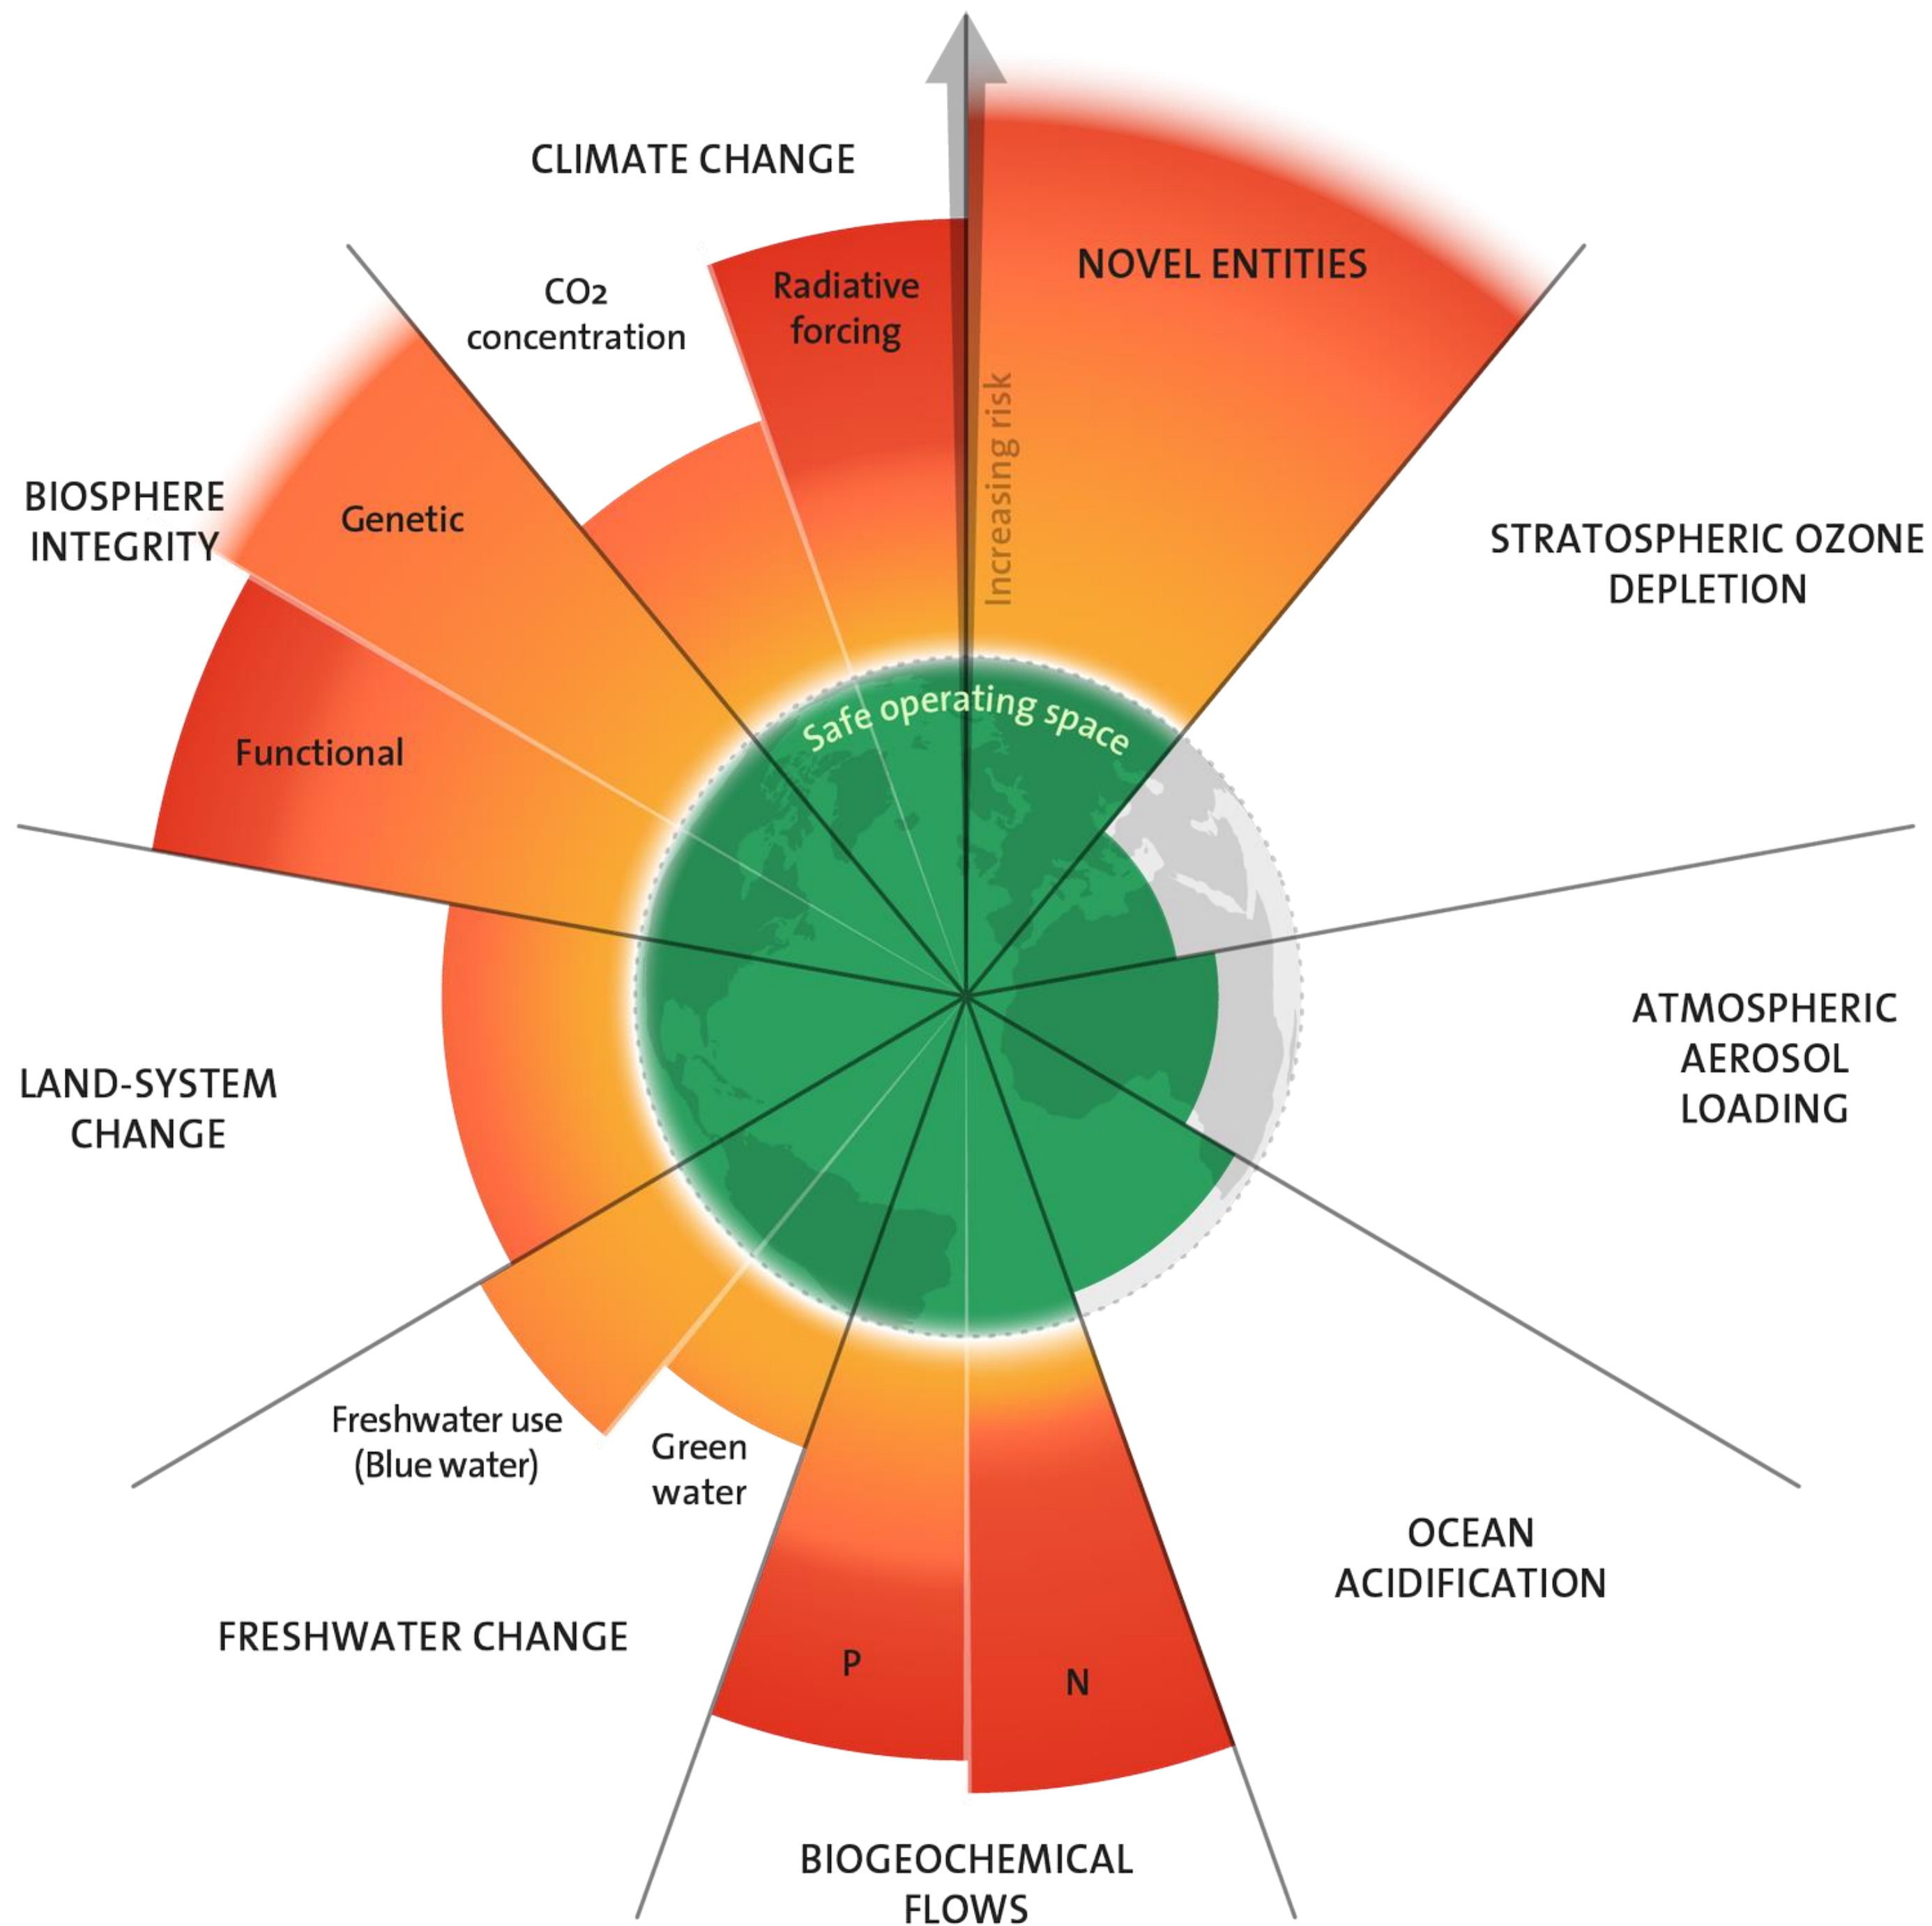 CLIMATE CHANGE
CO2
concentration
Radiative
forcing
NOVEL ENTITIES
Increasing risk
BIOSPHERE
INTEGRITY
Genetic
Functional
STRATOSPHERIC OZONE
DEPLETION
Safe operating space
ATMOSPHERIC
AEROSOL
LOADING
LAND-SYSTEM
CHANGE
Freshwater use
(Blue water)
Green
water
FRESHWATER CHANGE
OCEAN
ACIDIFICATION
P
N
BIOGEOCHEMICAL
FLOWS